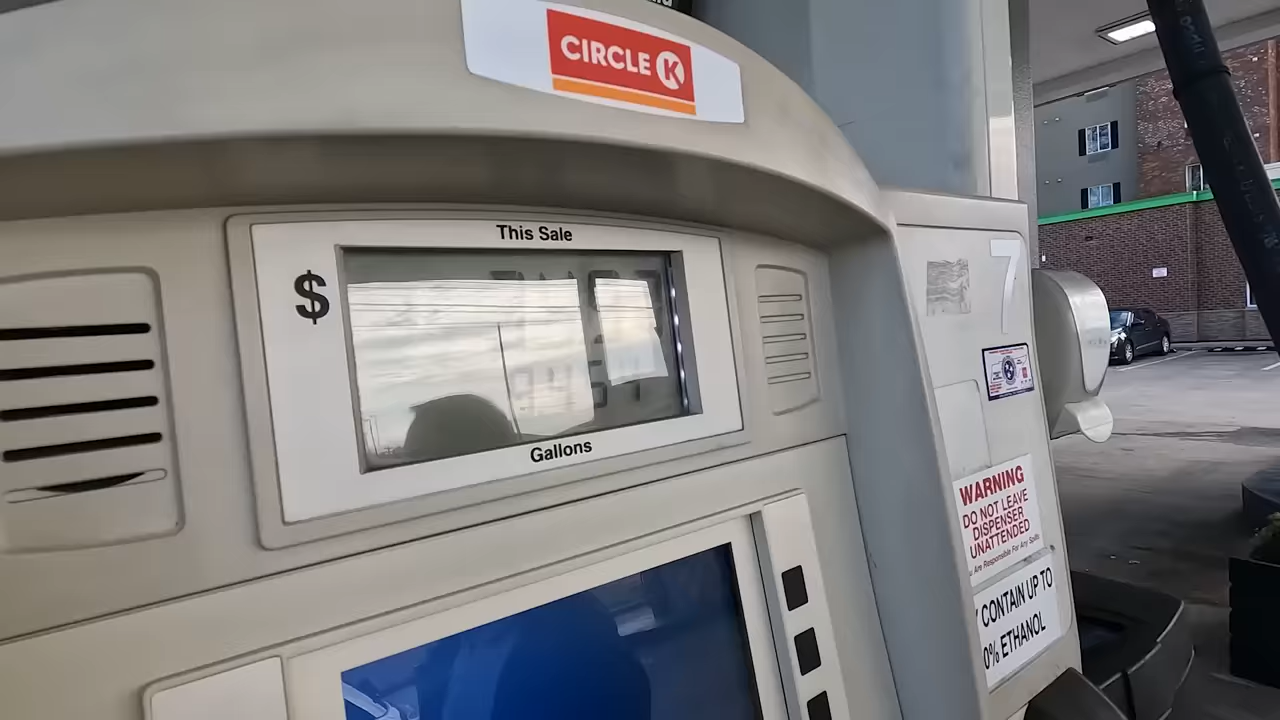 CIRCLE K
This Sale
$
Gallons
7
WARNING
DO NOT LEAVE
DISPENSER
UNATTENDED
Are Responsible For Any Spills
CONTAIN UP TO
0% ETHANOL